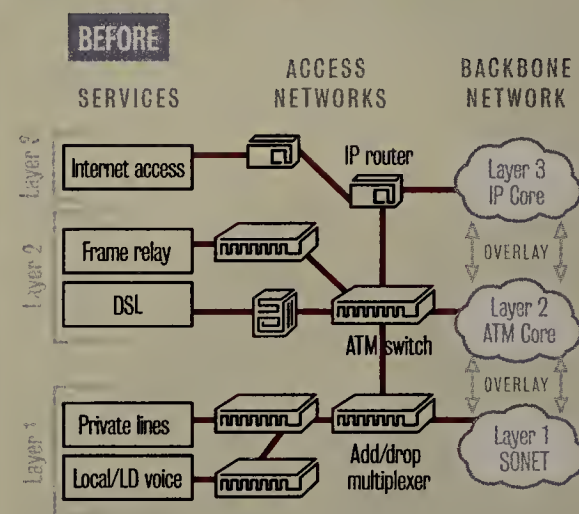 BEFORE
SERVICES
ACCESS
NETWORKS
BACKBONE
NETWORK
Layer 3
Internet access
IP router
Layer 3
IP Core
OVERLAY
Layer 2
Frame relay
DSL
ATM switch
Layer 2
ATM Core
OVERLAY
Layer 1
Private lines
Local/LD voice
Add/drop
multiplexer
Layer 1
SONET